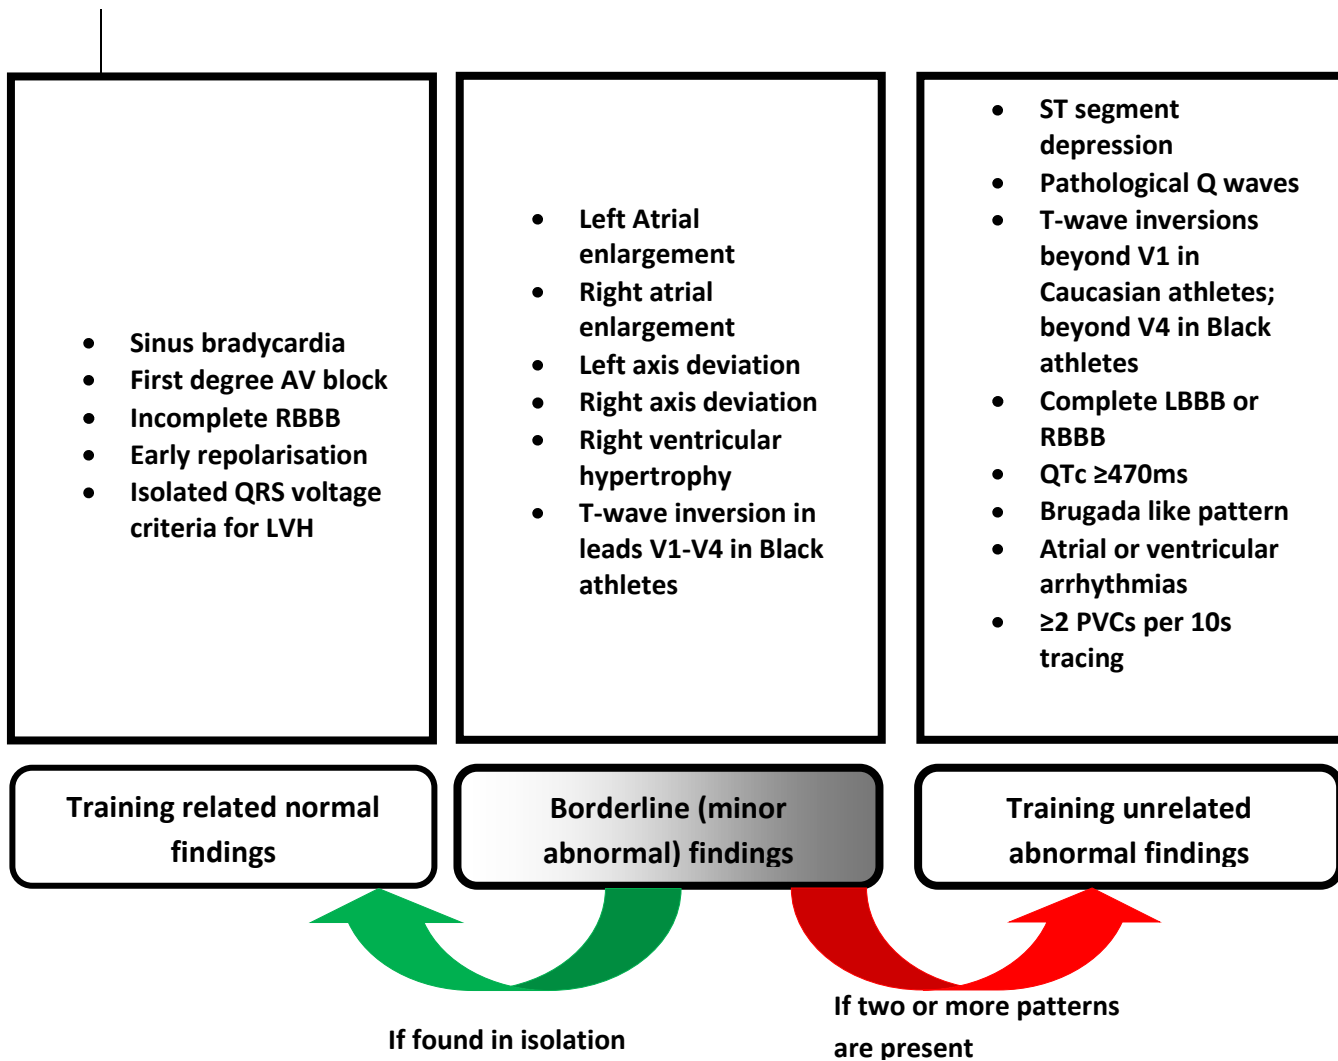 • Sinus bradycardia
• First degree AV block
• Incomplete RBBB
• Early repolarisation
• Isolated QRS voltage
criteria for LVH
• Left Atrial
enlargement
• Right atrial
enlargement
• Left axis deviation
• Right axis deviation
• Right ventricular
hypertrophy
• T-wave inversion in
leads V1-V4 in Black
athletes
• ST segment
depression
• Pathological Q waves
• T-wave inversions
beyond V1 in
Caucasian athletes;
beyond V4 in Black
athletes
• Complete LBBB or
RBBB
• QTc ≥470ms
• Brugada like pattern
• Atrial or ventricular
arrhythmias
• ≥2 PVCs per 10s
tracing
Training related normal
findings
Borderline (minor
abnormal) findings
Training unrelated
abnormal findings
If found in isolation
If two or more patterns
are present